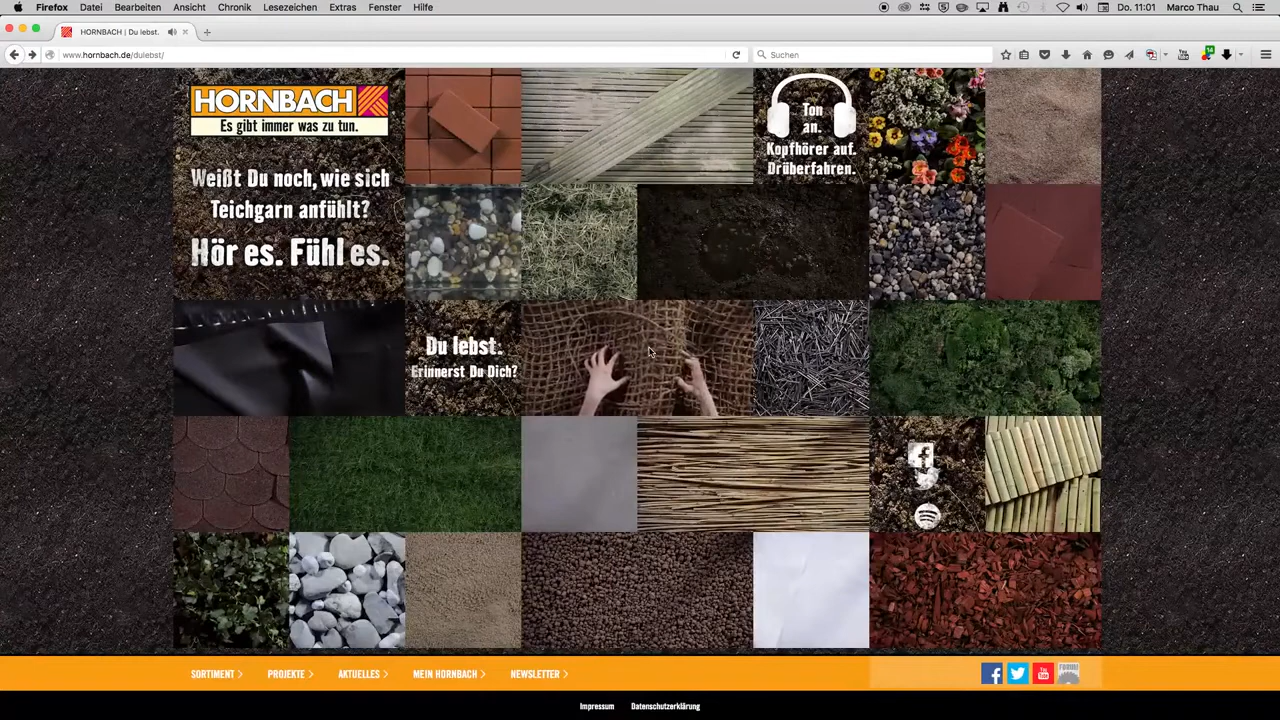 Firefox Datei Bearbeiten Ansicht Chronik Lesezeichen Extras Fenster Hilfe Do. 11:01 Marco Thau
HORNBACH | Du lebst.
www.hornbach.de/dulebst/ Suchen 14
HORNBACH
Es gibt immer was zu tun.
Weißt Du noch, wie sich
Teichgarn anfühlt?
Hör es. Fühl es.
Ton
an.
Kopfhörer auf.
Drüberfahren.
Du lebst.
Erinnerst Du Dich?
SORTIMENT PROJEKTE AKTUELLES MEIN HORNBACH NEWSLETTER FORUM
Impressum Datenschutzerklärung